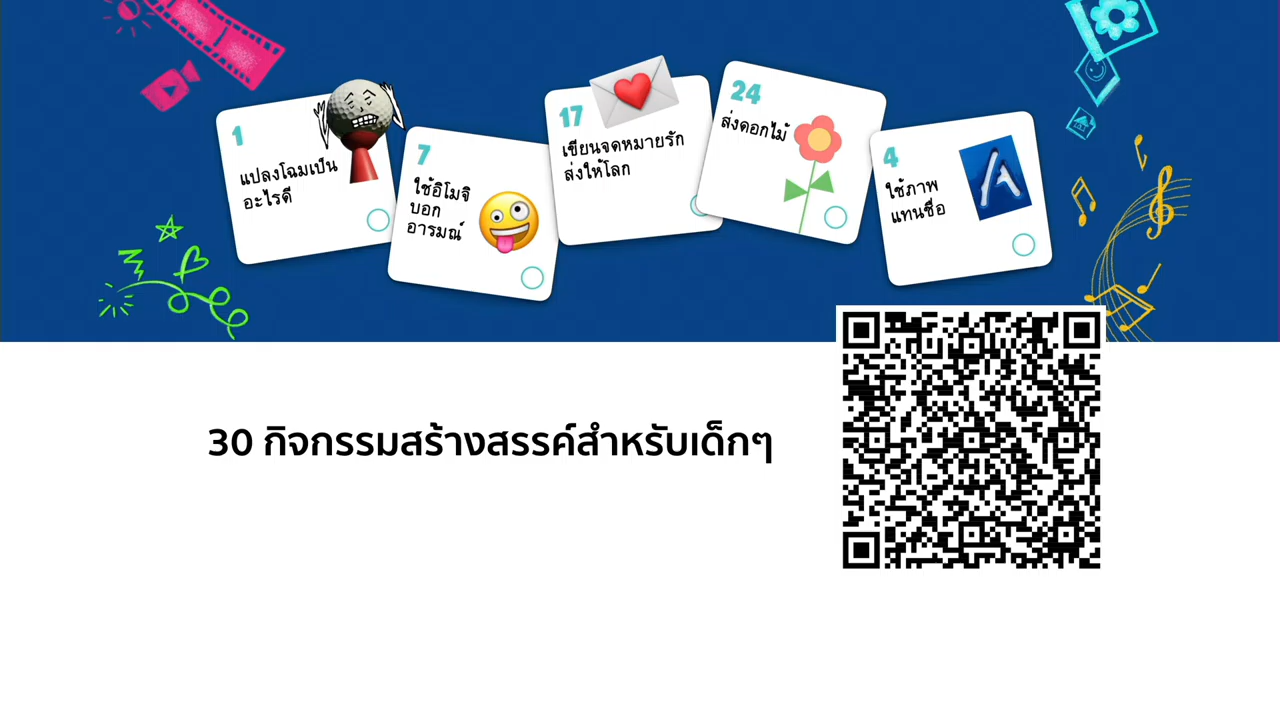 1
แปลงโฉมเป็น
อะไรดี
7
ใช้อิโมจิ
บอก
อารมณ์
17
เขียนจดหมายรัก
ส่งให้โลก
24
ส่งดอกไม้
4
ใช้ภาพ
แทนชื่อ
A
30 กิจกรรมสร้างสรรค์สำหรับเด็กๆ